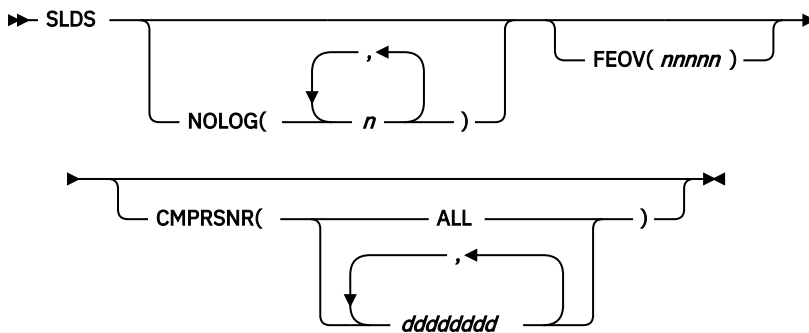 SLDS
,
FEOV( nnnnn )
NOLOG( n )
CMPRSNR( ALL )
,
dddddddd